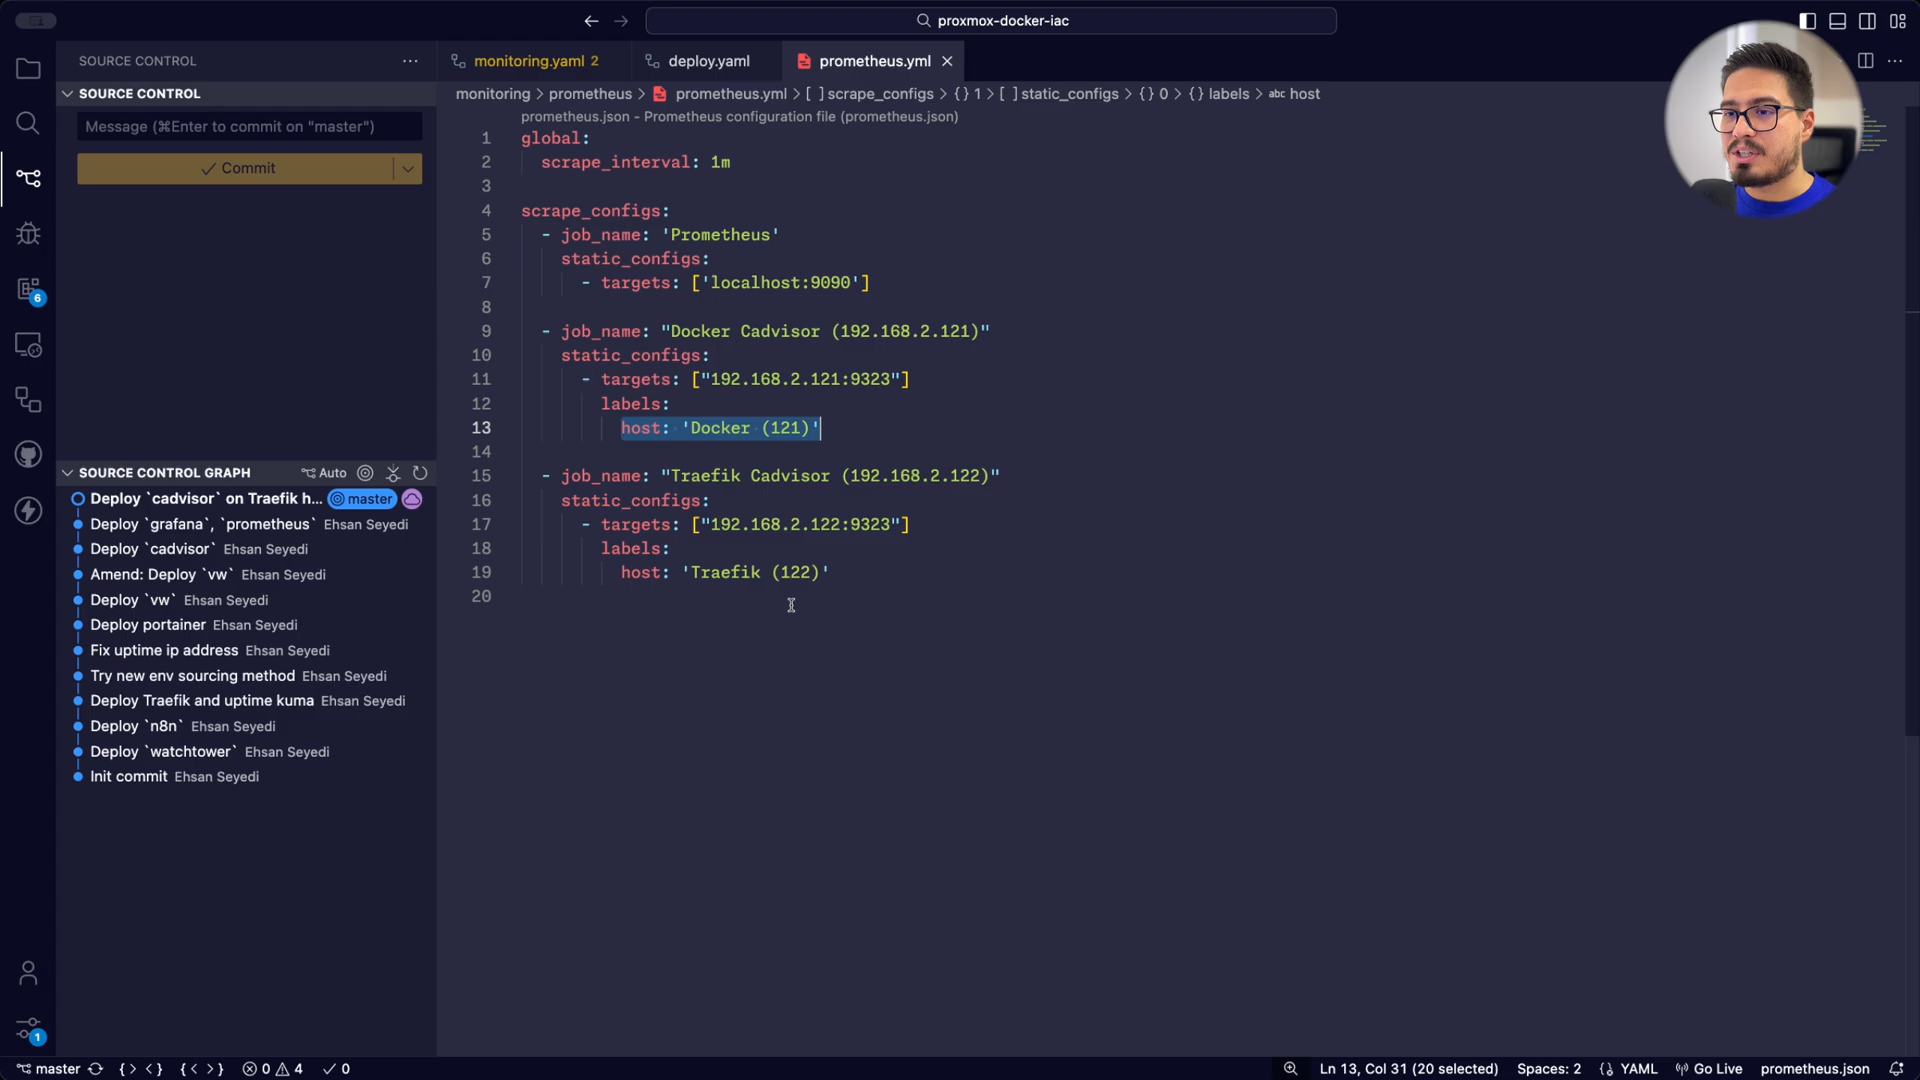 proxmox-docker-iac
SOURCE CONTROL
SOURCE CONTROL
Message (⌘Enter to commit on "master")
Commit
6
SOURCE CONTROL GRAPH
Auto
Deploy `cadvisor` on Traefik h... master
Deploy `grafana`, `prometheus` Ehsan Seyedi
Deploy `cadvisor` Ehsan Seyedi
Amend: Deploy `vw` Ehsan Seyedi
Deploy `vw` Ehsan Seyedi
Deploy portainer Ehsan Seyedi
Fix uptime ip address Ehsan Seyedi
Try new env sourcing method Ehsan Seyedi
Deploy Traefik and uptime kuma Ehsan Seyedi
Deploy `n8n` Ehsan Seyedi
Deploy `watchtower` Ehsan Seyedi
Init commit Ehsan Seyedi
1
monitoring.yaml 2 deploy.yaml prometheus.yml
monitoring > prometheus > prometheus.yml > [ ] scrape_configs > { } 1 > [ ] static_configs > { } 0 > { } labels > abc host
prometheus.json - Prometheus configuration file (prometheus.json)
1 global:
2 scrape_interval: 1m
3
4 scrape_configs:
5 - job_name: 'Prometheus'
6 static_configs:
7 - targets: ['localhost:9090']
8
9 - job_name: "Docker Cadvisor (192.168.2.121)"
10 static_configs:
11 - targets: ["192.168.2.121:9323"]
12 labels:
13 host: 'Docker (121)'
14
15 - job_name: "Traefik Cadvisor (192.168.2.122)"
16 static_configs:
17 - targets: ["192.168.2.122:9323"]
18 labels:
19 host: 'Traefik (122)'
20
master 0 4 0 Ln 13, Col 31 (20 selected) Spaces: 2 YAML Go Live prometheus.json